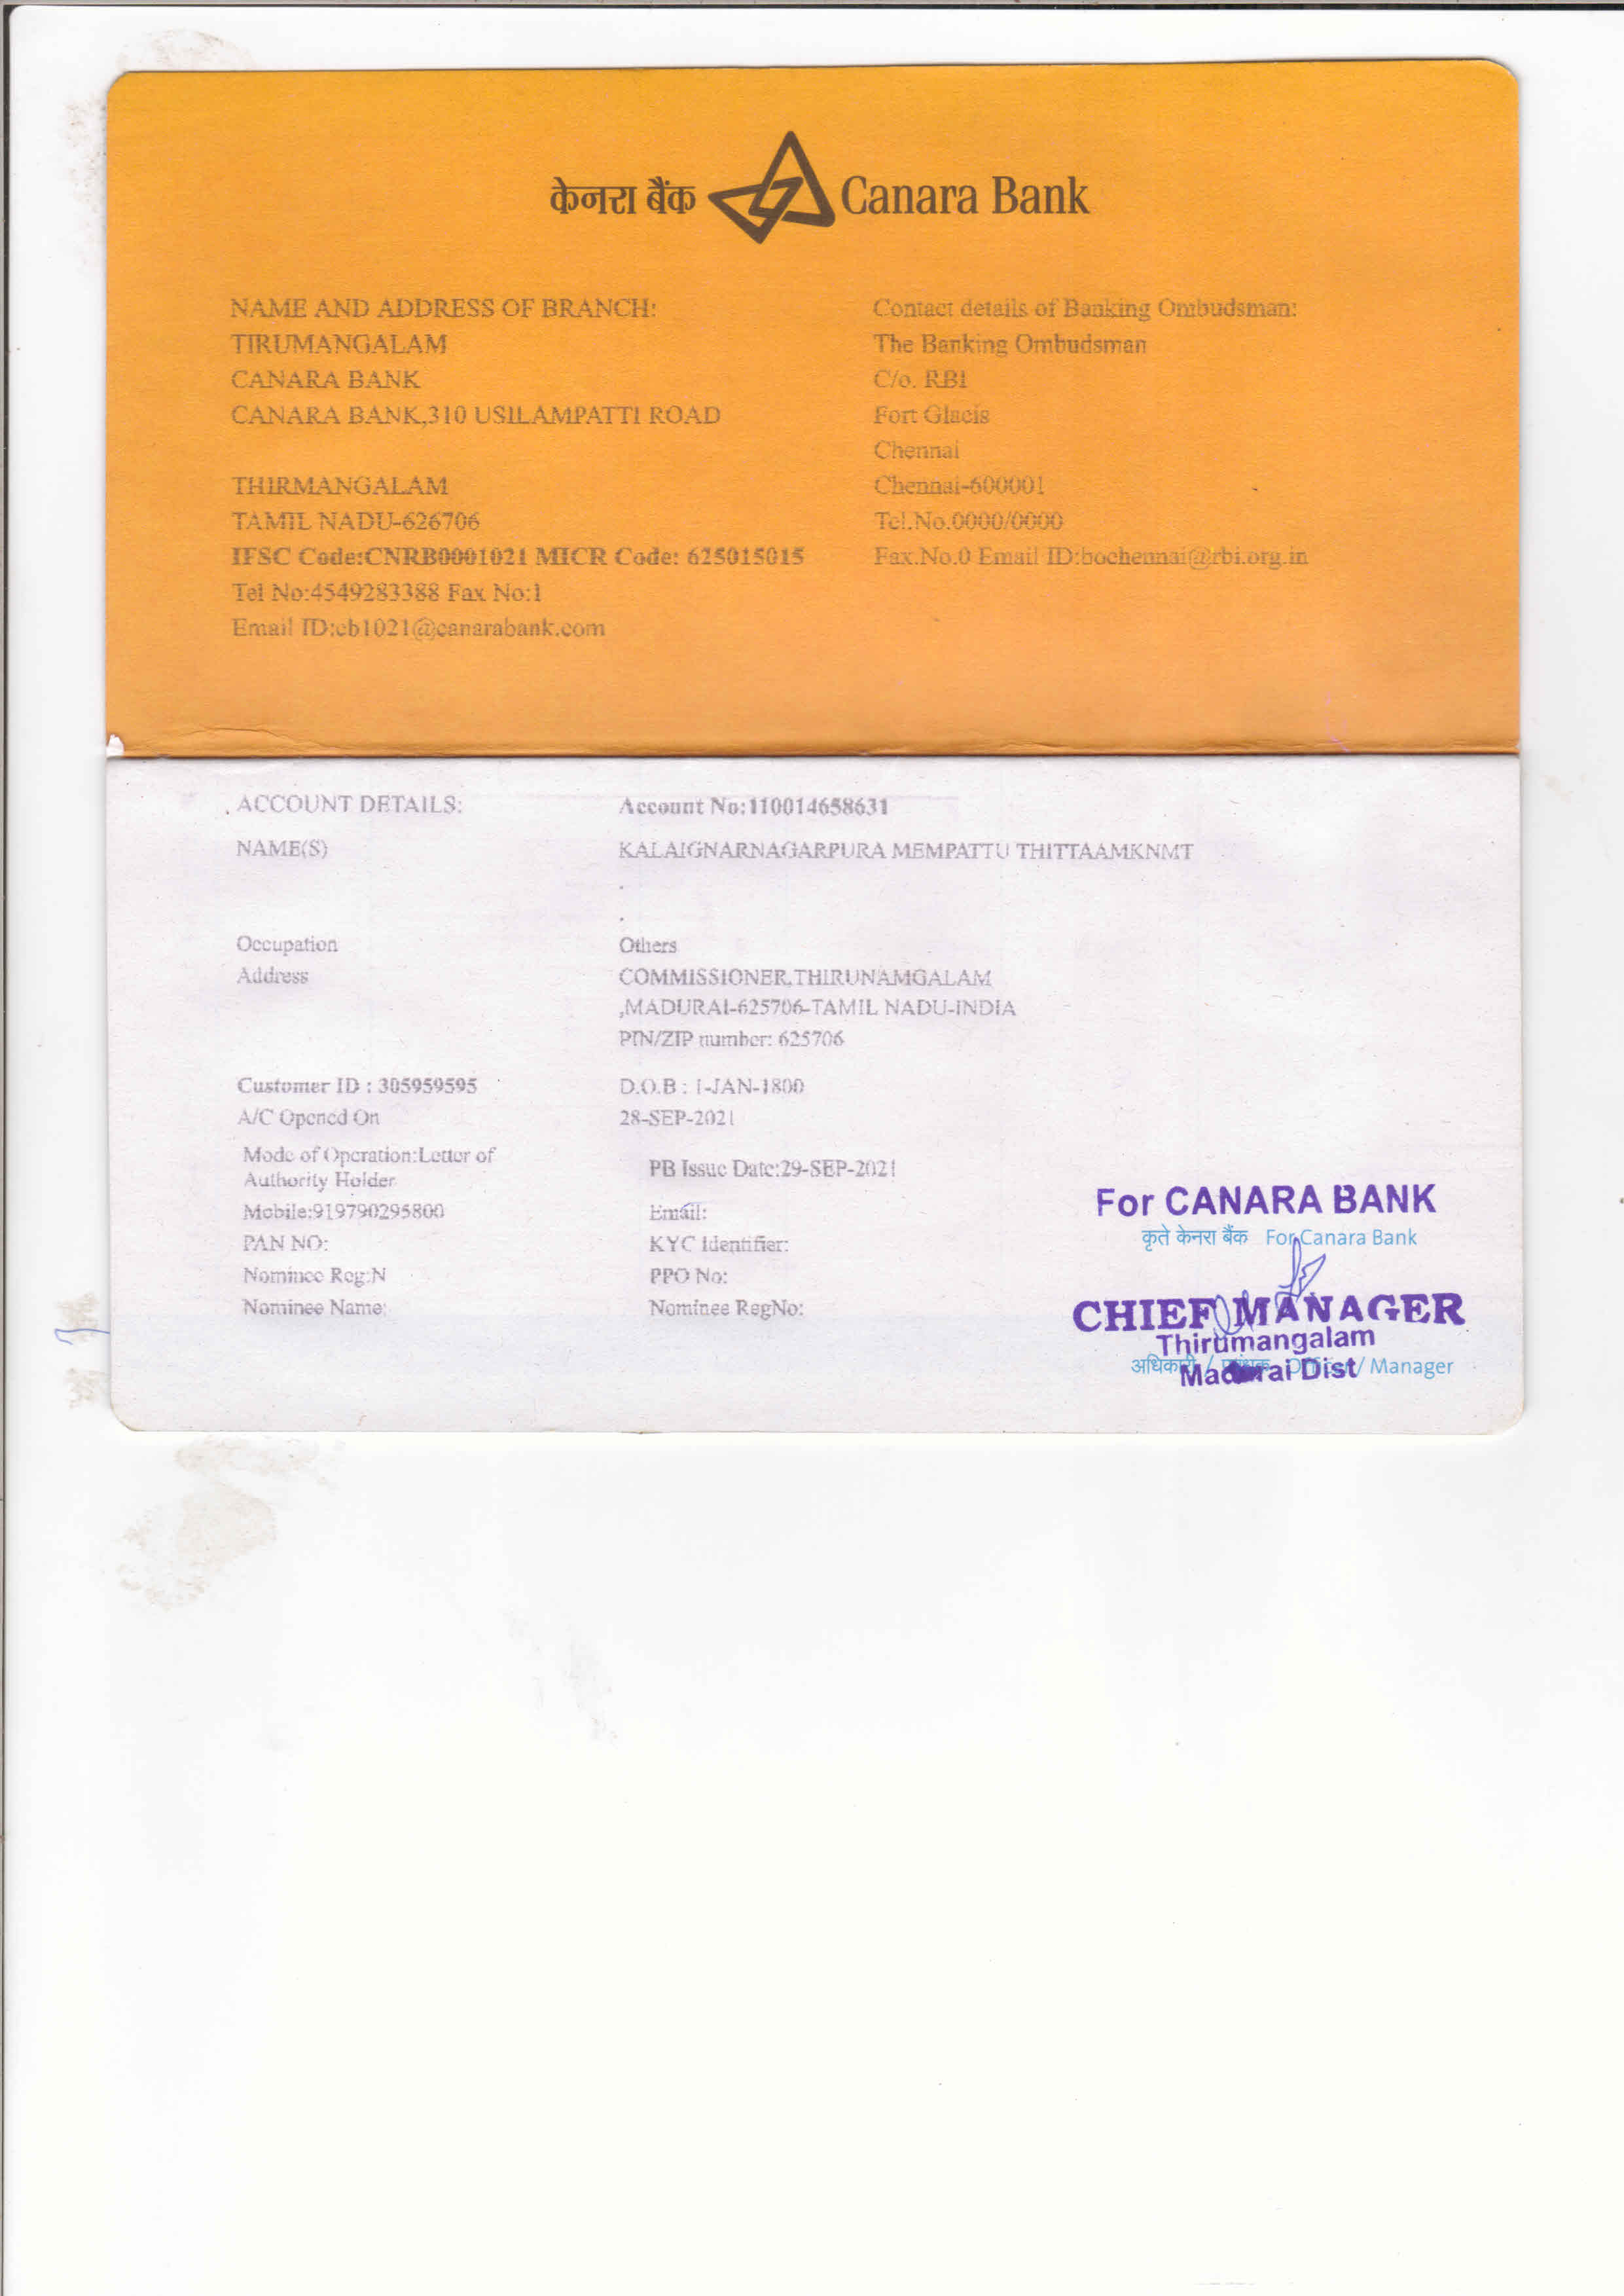 केनरा बैंक Canara Bank
NAME AND ADDRESS OF BRANCH:
TIRUMANGALAM
CANARA BANK
CANARA BANK,310 USILAMPATTI ROAD
THIRMANGALAM
TAMIL NADU-626706
IFSC Code:CNRB0001021 MICR Code: 625015015
Tel No:4549283388 Fax No:1
Email ID:cb1021@canarabank.com
Contact details of Banking Ombudsman:
The Banking Ombudsman
C/o. RBI
Fort Glacis
Chennai
Chennai-600001
Tel.No.0000/0000
Fax.No.0 Email ID:bochennai@rbi.org.in
ACCOUNT DETAILS: Account No:110014658631
NAME(S) KALAIGNARNAGARPURA MEMPATTU THITTAAMKNMT
.
.
Occupation Others
Address COMMISSIONER,THIRUNAMGALAM
,MADURAI-625706-TAMIL NADU-INDIA
PIN/ZIP number: 625706
Customer ID : 305959595 D.O.B : 1-JAN-1800
A/C Opened On 28-SEP-2021
Mode of Operation:Letter of
Authority Holder PB Issue Date:29-SEP-2021
Mobile:919790295800 Email:
PAN NO: KYC Identifier:
Nominee Reg:N PPO No:
Nominee Name: Nominee RegNo:
For CANARA BANK
कृते केनरा बैंक For Canara Bank
CHIEF MANAGER
Thirumangalam
अधिकारी / Manager
Madurai Dist